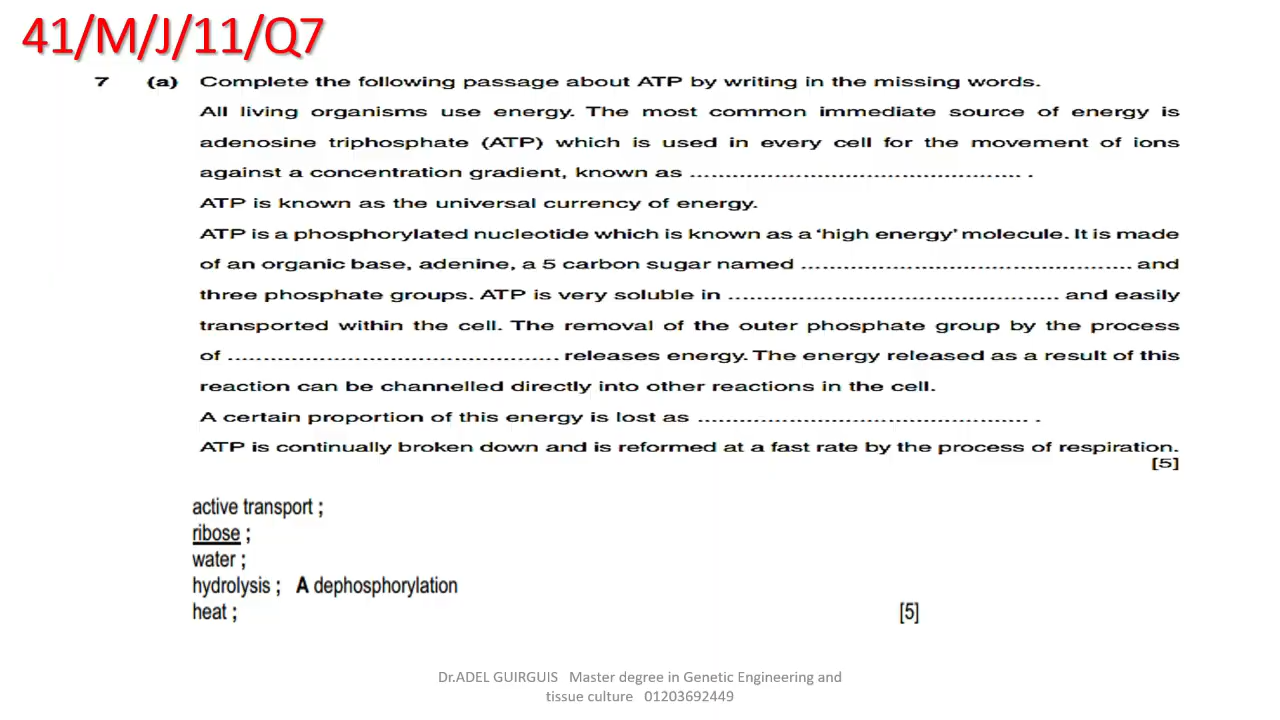 41/M/J/11/Q7
7 (a) Complete the following passage about ATP by writing in the missing words.
All living organisms use energy. The most common immediate source of energy is
adenosine triphosphate (ATP) which is used in every cell for the movement of ions
against a concentration gradient, known as ............................................. .
ATP is known as the universal currency of energy.
ATP is a phosphorylated nucleotide which is known as a ‘high energy’ molecule. It is made
of an organic base, adenine, a 5 carbon sugar named ............................................. and
three phosphate groups. ATP is very soluble in ............................................. and easily
transported within the cell. The removal of the outer phosphate group by the process
of ............................................. releases energy. The energy released as a result of this
reaction can be channelled directly into other reactions in the cell.
A certain proportion of this energy is lost as ............................................. .
ATP is continually broken down and is reformed at a fast rate by the process of respiration.
[5]
active transport ;
ribose ;
water ;
hydrolysis ; A dephosphorylation
heat ; [5]
Dr.ADEL GUIRGUIS Master degree in Genetic Engineering and
tissue culture 01203692449